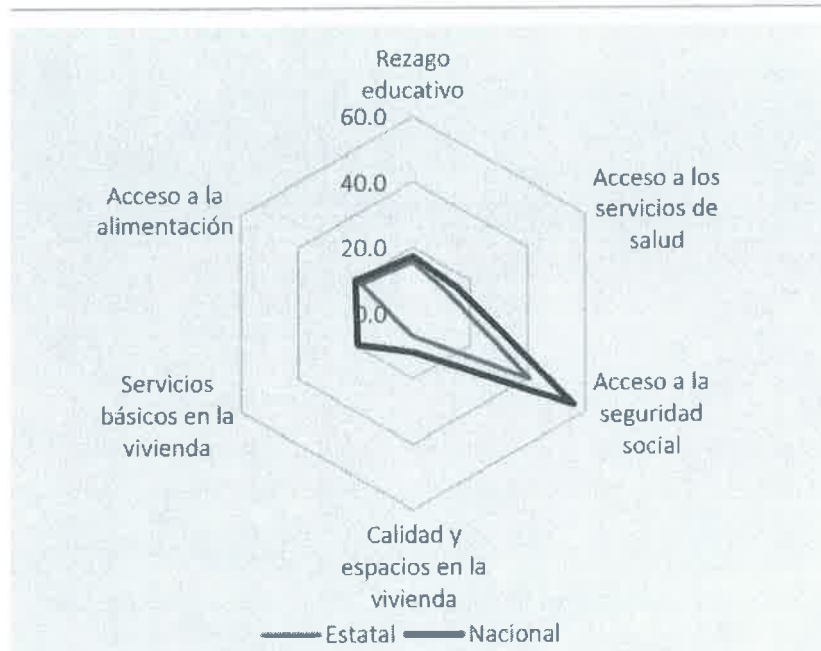 Rezago
educativo
60.0
Acceso a los
servicios de
salud
40.0
Acceso a la
alimentación
20.0
0.0
Acceso a la
seguridad
social
Servicios
básicos en la
vivienda
Calidad y
espacios en la
vivienda
Estatal Nacional